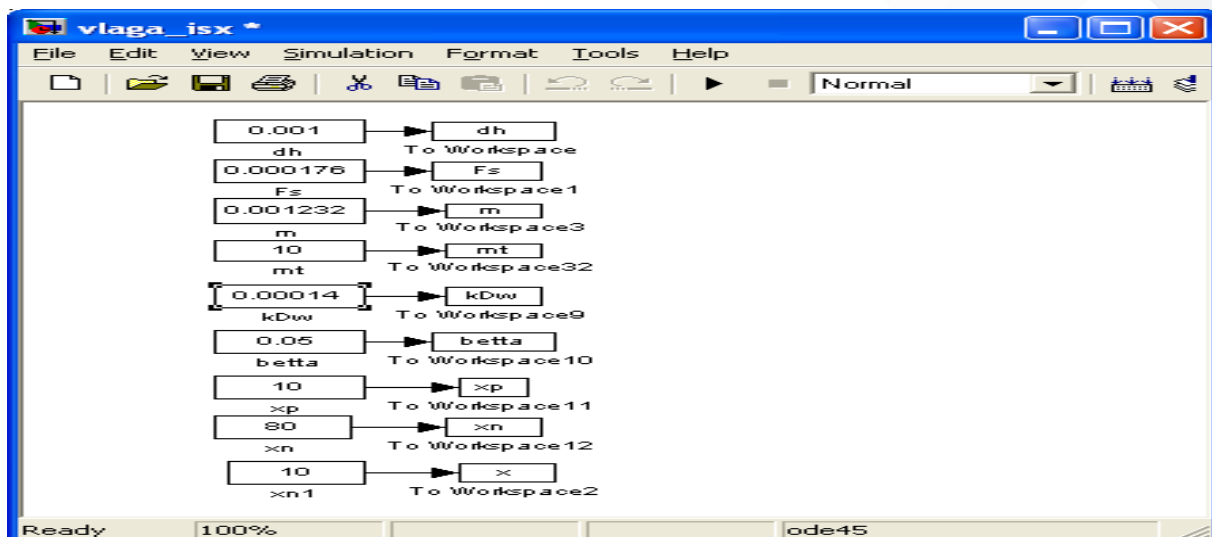 vlaga_isx *
File Edit View Simulation Format Tools Help
Normal
0.001 dh
dh To Workspace
0.000176 Fs
Fs To Workspace1
0.001232 m
m To Workspace3
10 mt
mt To Workspace32
0.00014 kDw
kDw To Workspace9
0.05 betta
betta To Workspace10
10 xp
xp To Workspace11
80 xn
xn To Workspace12
10 x
xn1 To Workspace2
Ready 100% ode45